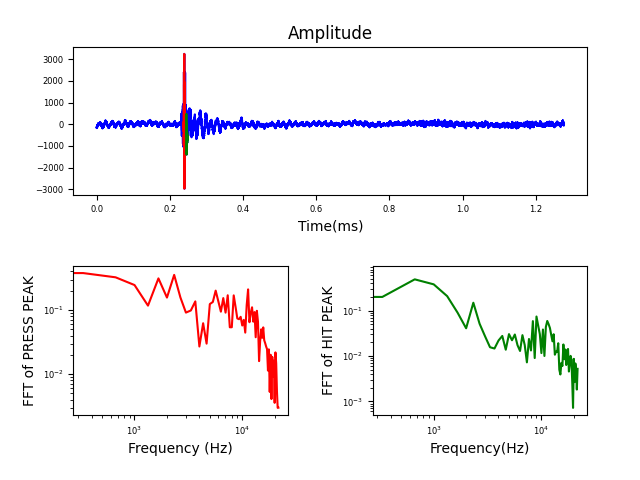 Amplitude
3000
2000
1000
0
−1000
−2000
−3000
0.0 0.2 0.4 0.6 0.8 1.0 1.2
Time(ms)
FFT of PRESS PEAK
10⁻¹
10⁻²
10³ 10⁴
Frequency (Hz)
FFT of HIT PEAK
10⁻¹
10⁻²
10⁻³
10³ 10⁴
Frequency(Hz)